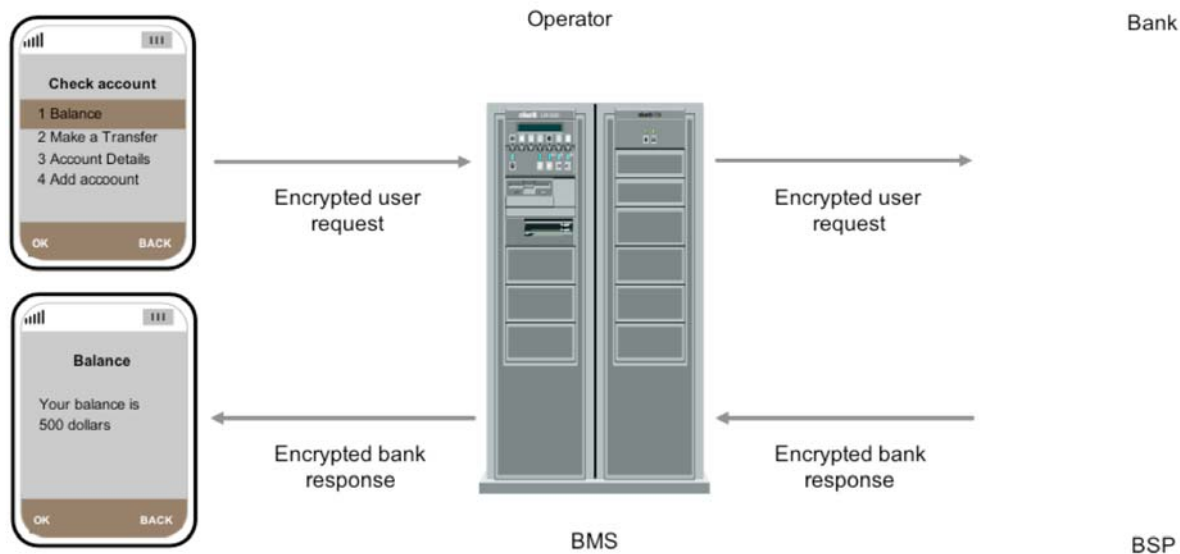 Operator
Bank
Check account
1 Balance
2 Make a Transfer
3 Account Details
4 Add accoount
OK BACK
Encrypted user
request
Encrypted user
request
Balance
Your balance is
500 dollars
OK BACK
Encrypted bank
response
Encrypted bank
response
BMS
BSP